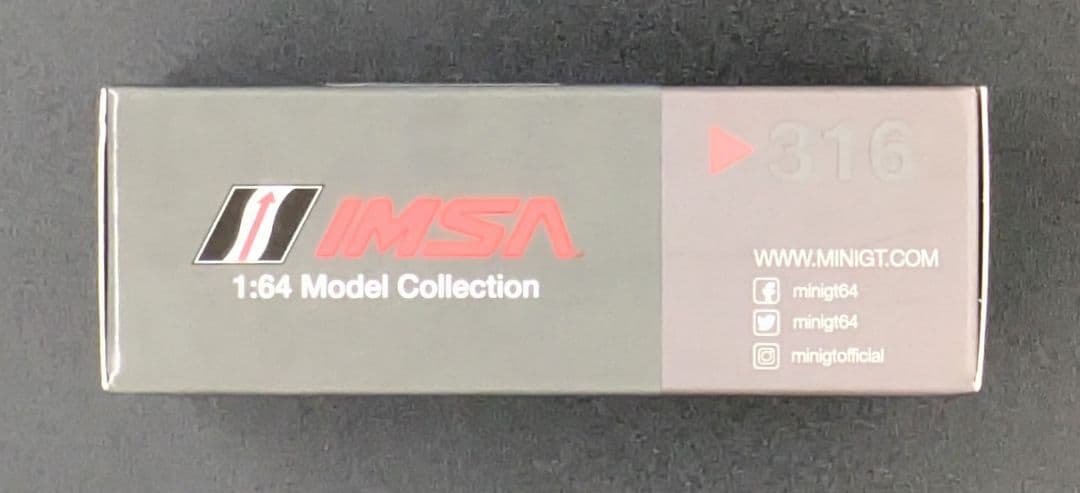 IMSA
1:64 Model Collection
316
WWW.MINIGT.COM
minigt64
minigt64
minigtofficial